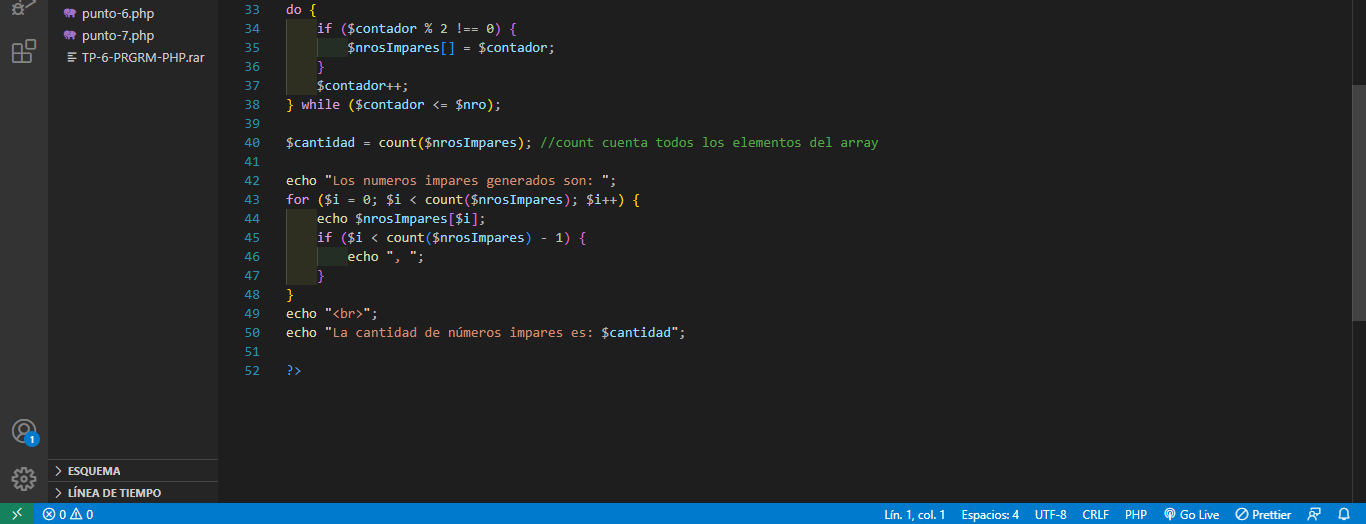 punto-6.php
punto-7.php
TP-6-PRGRM-PHP.rar
1
ESQUEMA
LÍNEA DE TIEMPO
33 do {
34     if ($contador % 2 !== 0) {
35         $nrosImpares[] = $contador;
36     }
37     $contador++;
38 } while ($contador <= $nro);
39
40 $cantidad = count($nrosImpares); //count cuenta todos los elementos del array
41
42 echo "Los numeros impares generados son: ";
43 for ($i = 0; $i < count($nrosImpares); $i++) {
44     echo $nrosImpares[$i];
45     if ($i < count($nrosImpares) - 1) {
46         echo ", ";
47     }
48 }
49 echo "<br>";
50 echo "La cantidad de números impares es: $cantidad";
51
52 ?>
0 0 Lín. 1, col. 1 Espacios: 4 UTF-8 CRLF PHP Go Live Prettier